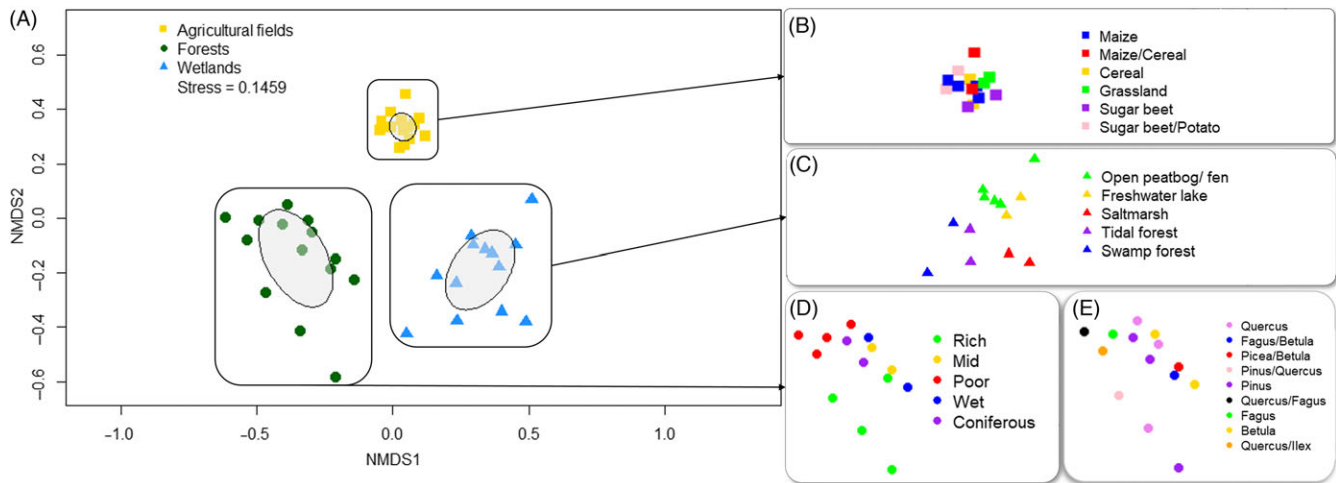 (A)
Agricultural fields
Forests
Wetlands
Stress = 0.1459
NMDS2
0.6
0.4
0.2
0.0
−0.2
−0.4
−0.6
−1.0
−0.5
0.0
0.5
1.0
NMDS1
(B)
Maize
Maize/Cereal
Cereal
Grassland
Sugar beet
Sugar beet/Potato
(C)
Open peatbog/ fen
Freshwater lake
Saltmarsh
Tidal forest
Swamp forest
(D)
Rich
Mid
Poor
Wet
Coniferous
(E)
Quercus
Fagus/Betula
Picea/Betula
Pinus/Quercus
Pinus
Quercus/Fagus
Fagus
Betula
Quercus/Ilex